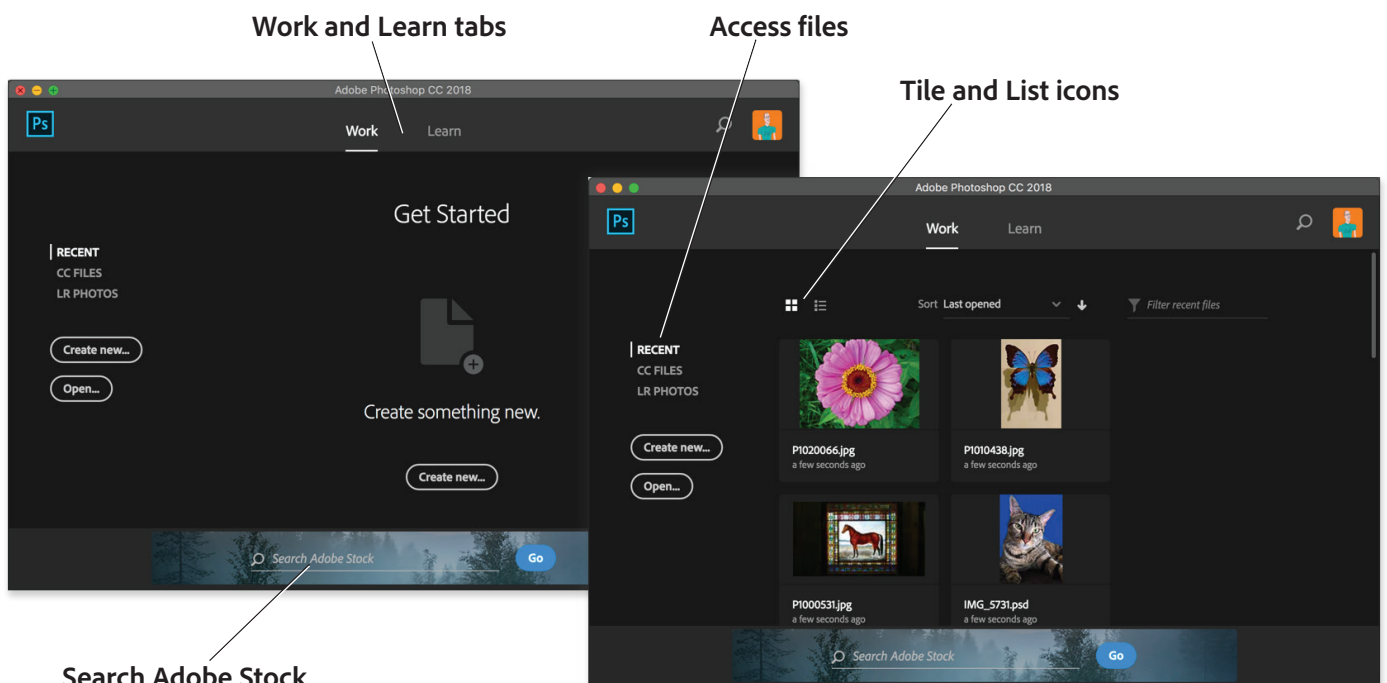 Work and Learn tabs
Access files
Tile and List icons
Adobe Photoshop CC 2018
Ps
Work
Learn
Get Started
RECENT
CC FILES
LR PHOTOS
Create new...
Open...
Create something new.
Create new...
Search Adobe Stock
Go
Adobe Photoshop CC 2018
Ps
Work
Learn
Sort Last opened
Filter recent files
RECENT
CC FILES
LR PHOTOS
Create new...
Open...
P1020066.jpg
a few seconds ago
P1010438.jpg
a few seconds ago
P1000531.jpg
a few seconds ago
IMG_5731.psd
a few seconds ago
Search Adobe Stock
Go
Search Adobe Stock